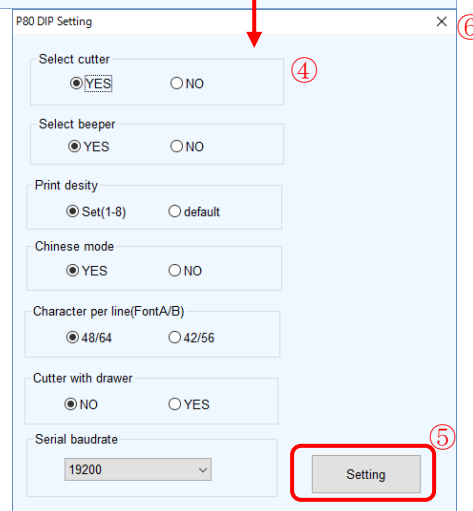 P80 DIP Setting ×
⑥
Select cutter
④
YES NO
Select beeper
YES NO
Print desity
Set(1-8) default
Chinese mode
YES NO
Character per line(FontA/B)
48/64 42/56
Cutter with drawer
NO YES
Serial baudrate
⑤
19200
Setting